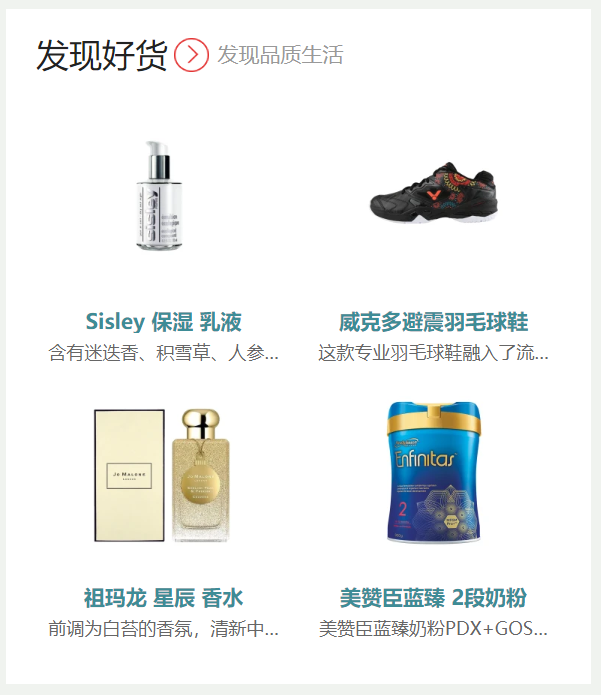 发现好货 发现品质生活
sisley
Sisley 保湿 乳液
威克多避震羽毛球鞋
含有迷迭香、积雪草、人参...
这款专业羽毛球鞋融入了流...
JO MALONE
LONDON
JO MALONE
Enfinitas
2
祖玛龙 星辰 香水
美赞臣蓝臻 2段奶粉
前调为白苔的香氛，清新中...
美赞臣蓝臻奶粉PDX+GOS...